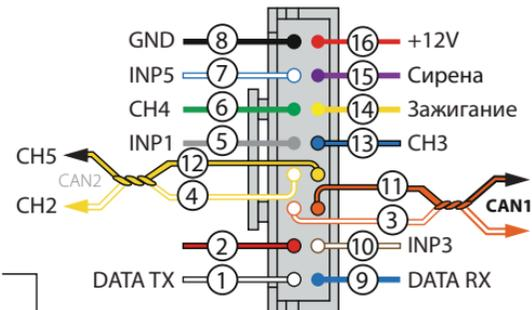 GND 8 16 +12V
INP5 7 15 Сирена
CH4 6 14 Зажигание
INP1 5 13 CH3
CH5 12
CAN2 11
CH2 4 CAN1
3
2 10 INP3
DATA TX 1 9 DATA RX